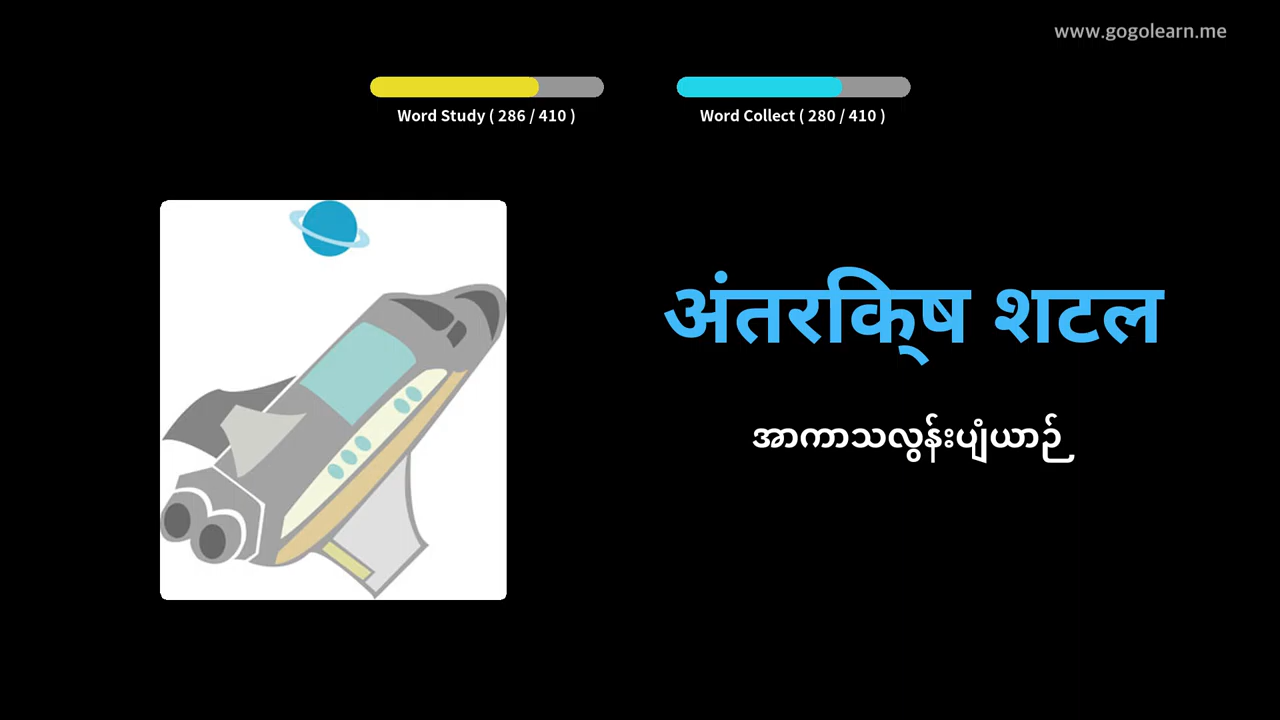 www.gogolearn.me
Word Study ( 286 / 410 )
Word Collect ( 280 / 410 )
अंतरक्षि शटल
အာကာသလွန်းပျံယာဉ်